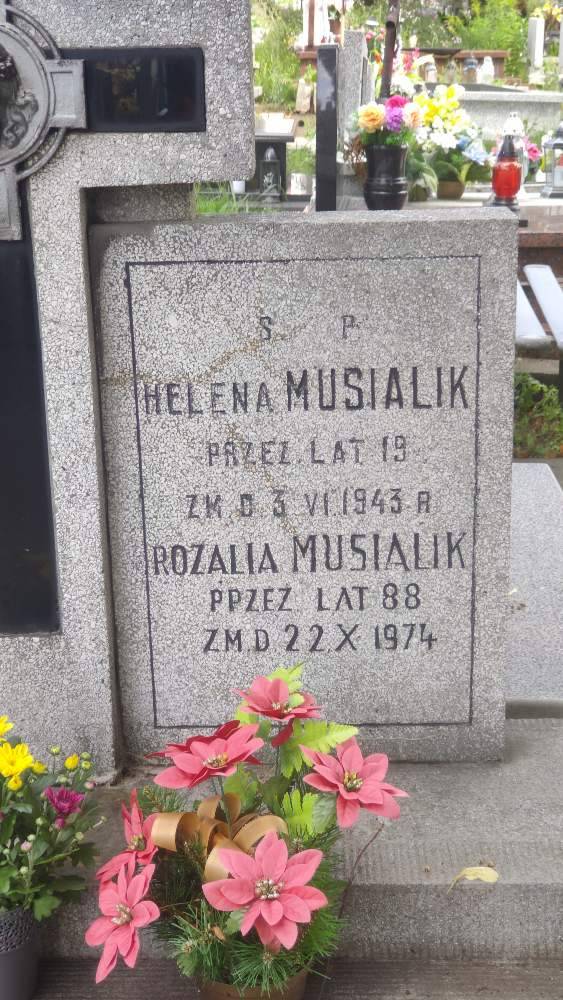 S P
HELENA MUSIALIK
PRZEZ. LAT 19
ZM. D 3 VI. 1943 R
ROZALIA MUSIALIK
PRZEZ LAT 88
ZM.D 22 X 1974